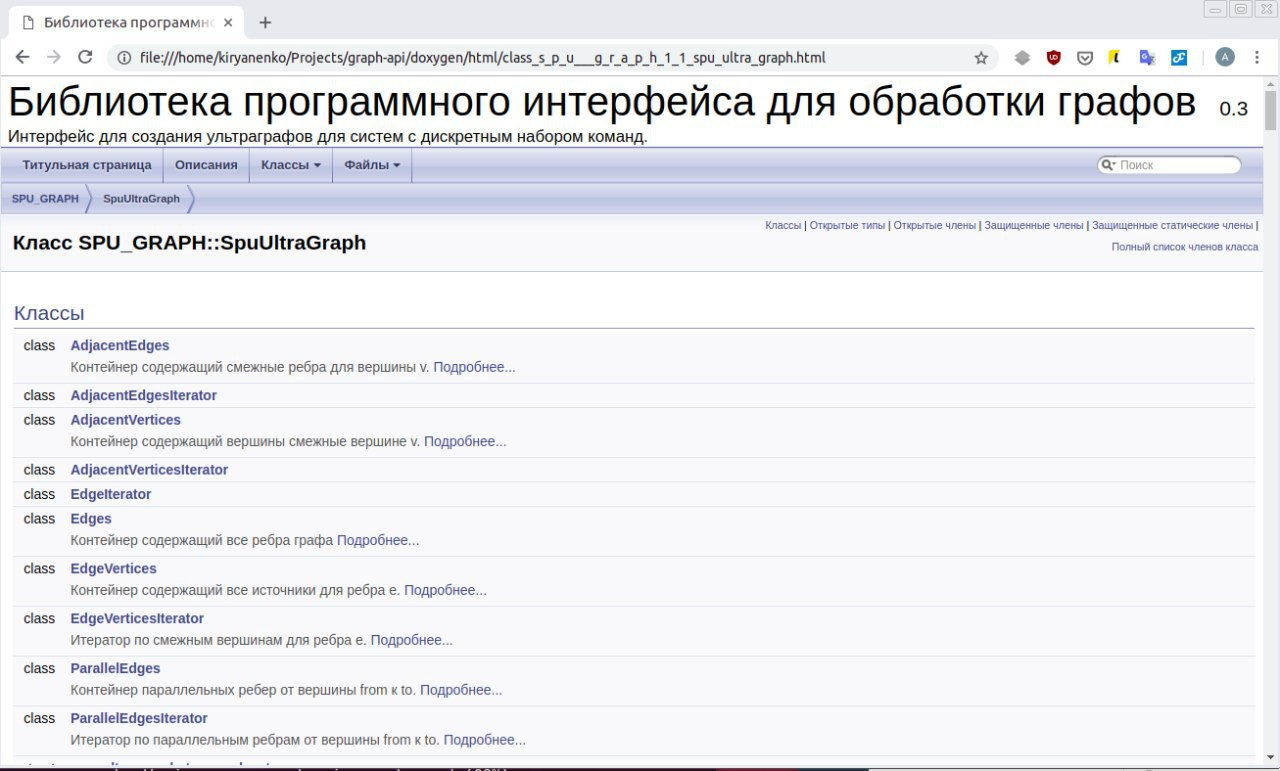 Библиотека программно
file:///home/kiryanenko/Projects/graph-api/doxygen/html/class_s_p_u___g_r_a_p_h_1_1_spu_ultra_graph.html
A
Библиотека программного интерфейса для обработки графов 0.3
Интерфейс для создания ультраграфов для систем с дискретным набором команд.
Титульная страница Описания Классы Файлы Поиск
SPU_GRAPH SpuUltraGraph
Классы | Открытые типы | Открытые члены | Защищенные члены | Защищенные статические члены |
Полный список членов класса
Класс SPU_GRAPH::SpuUltraGraph
Классы
class AdjacentEdges
Контейнер содержащий смежные ребра для вершины v. Подробнее...
class AdjacentEdgesIterator
class AdjacentVertices
Контейнер содержащий вершины смежные вершине v. Подробнее...
class AdjacentVerticesIterator
class EdgeIterator
class Edges
Контейнер содержащий все ребра графа Подробнее...
class EdgeVertices
Контейнер содержащий все источники для ребра e. Подробнее...
class EdgeVerticesIterator
Итератор по смежным вершинам для ребра e. Подробнее...
class ParallelEdges
Контейнер параллельных ребер от вершины from к to. Подробнее...
class ParallelEdgesIterator
Итератор по параллельным ребрам от вершины from к to. Подробнее...